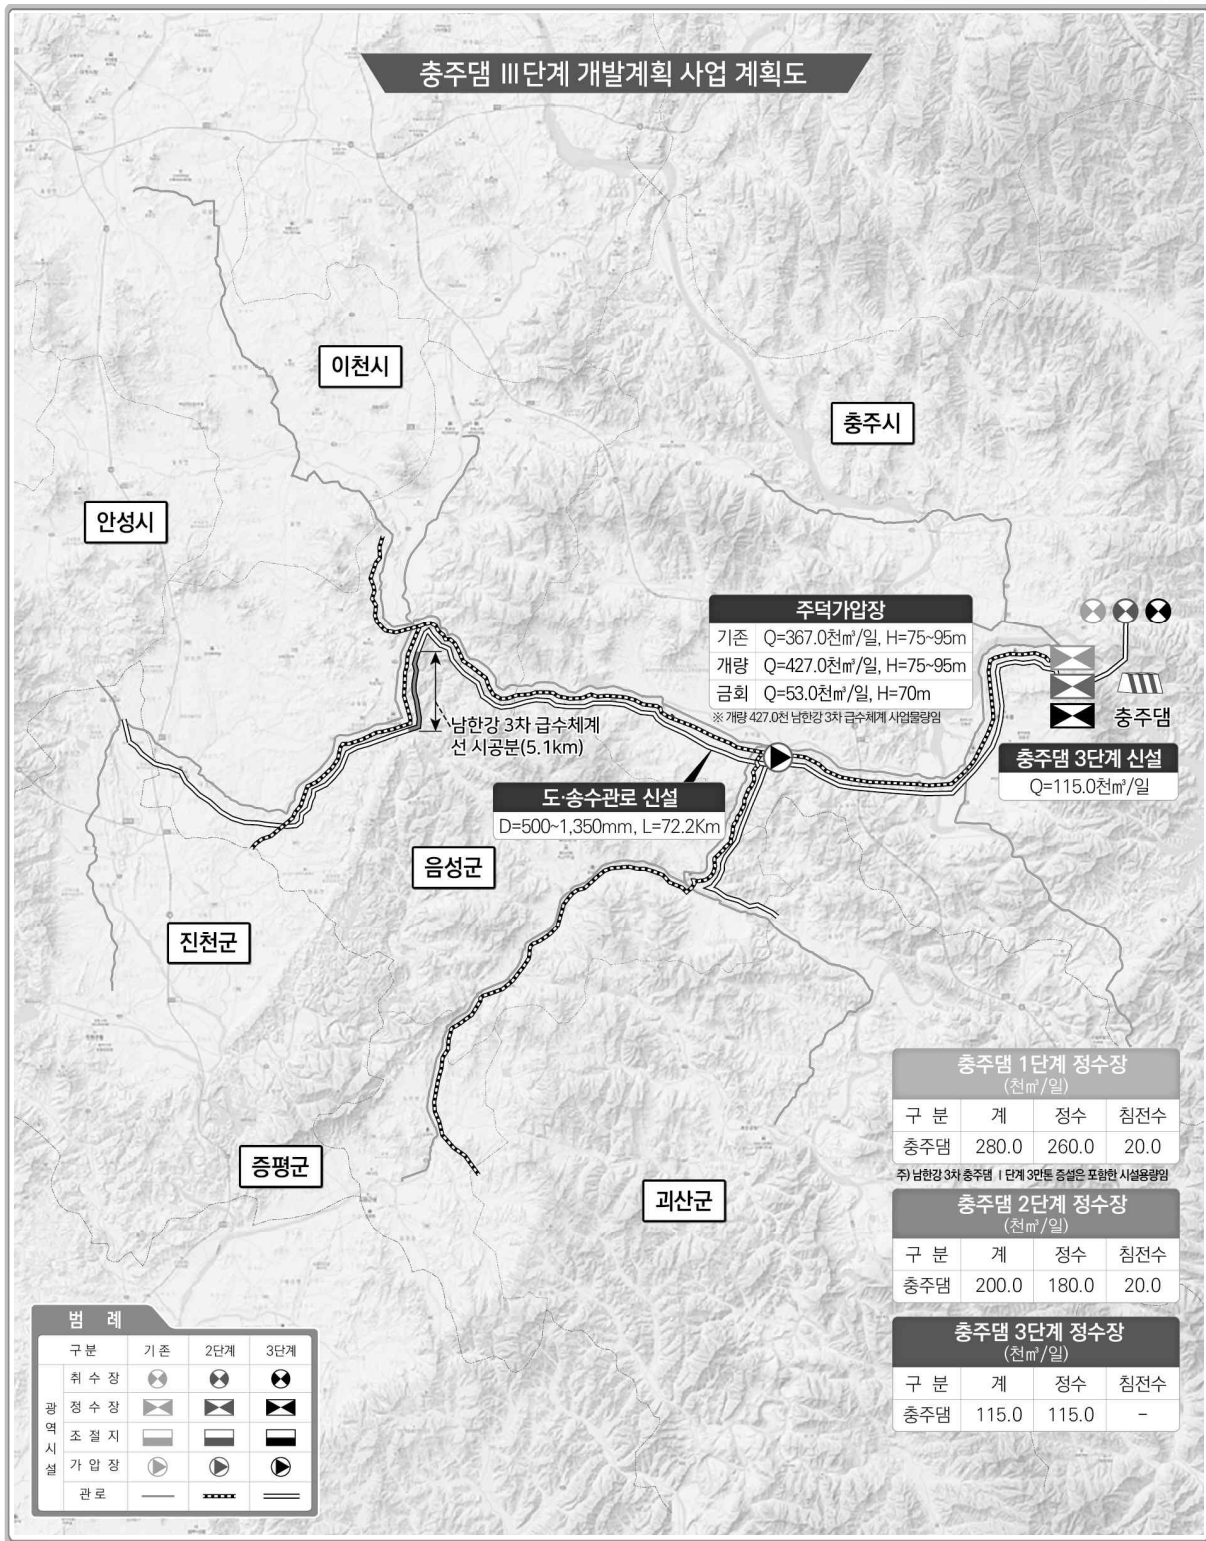 충주댐 Ⅲ단계 개발계획 사업 계획도
이천시
충주시
안성시
주덕가압장
기존 Q=367.0천㎥/일, H=75~95m
개량 Q=427.0천㎥/일, H=75~95m
금회 Q=53.0천㎥/일, H=70m
※ 개량 427.0천 남한강 3차 급수체계 사업물량임
충주댐
남한강 3차 급수체계
선 시공분(5.1km)
충주댐 3단계 신설
Q=115.0천㎥/일
도·송수관로 신설
D=500~1,350mm, L=72.2Km
음성군
진천군
증평군
괴산군
충주댐 1단계 정수장
(천㎥/일)
구 분 계 정수 침전수
충주댐 280.0 260.0 20.0
주) 남한강 3차 충주댐 Ⅰ단계 3만톤 증설은 포함한 시설용량임
충주댐 2단계 정수장
(천㎥/일)
구 분 계 정수 침전수
충주댐 200.0 180.0 20.0
충주댐 3단계 정수장
(천㎥/일)
구 분 계 정수 침전수
충주댐 115.0 115.0 -
범 례
구 분 기 존 2단계 3단계
광역시설
취 수 장
정 수 장
조 절 지
가 압 장
관 로